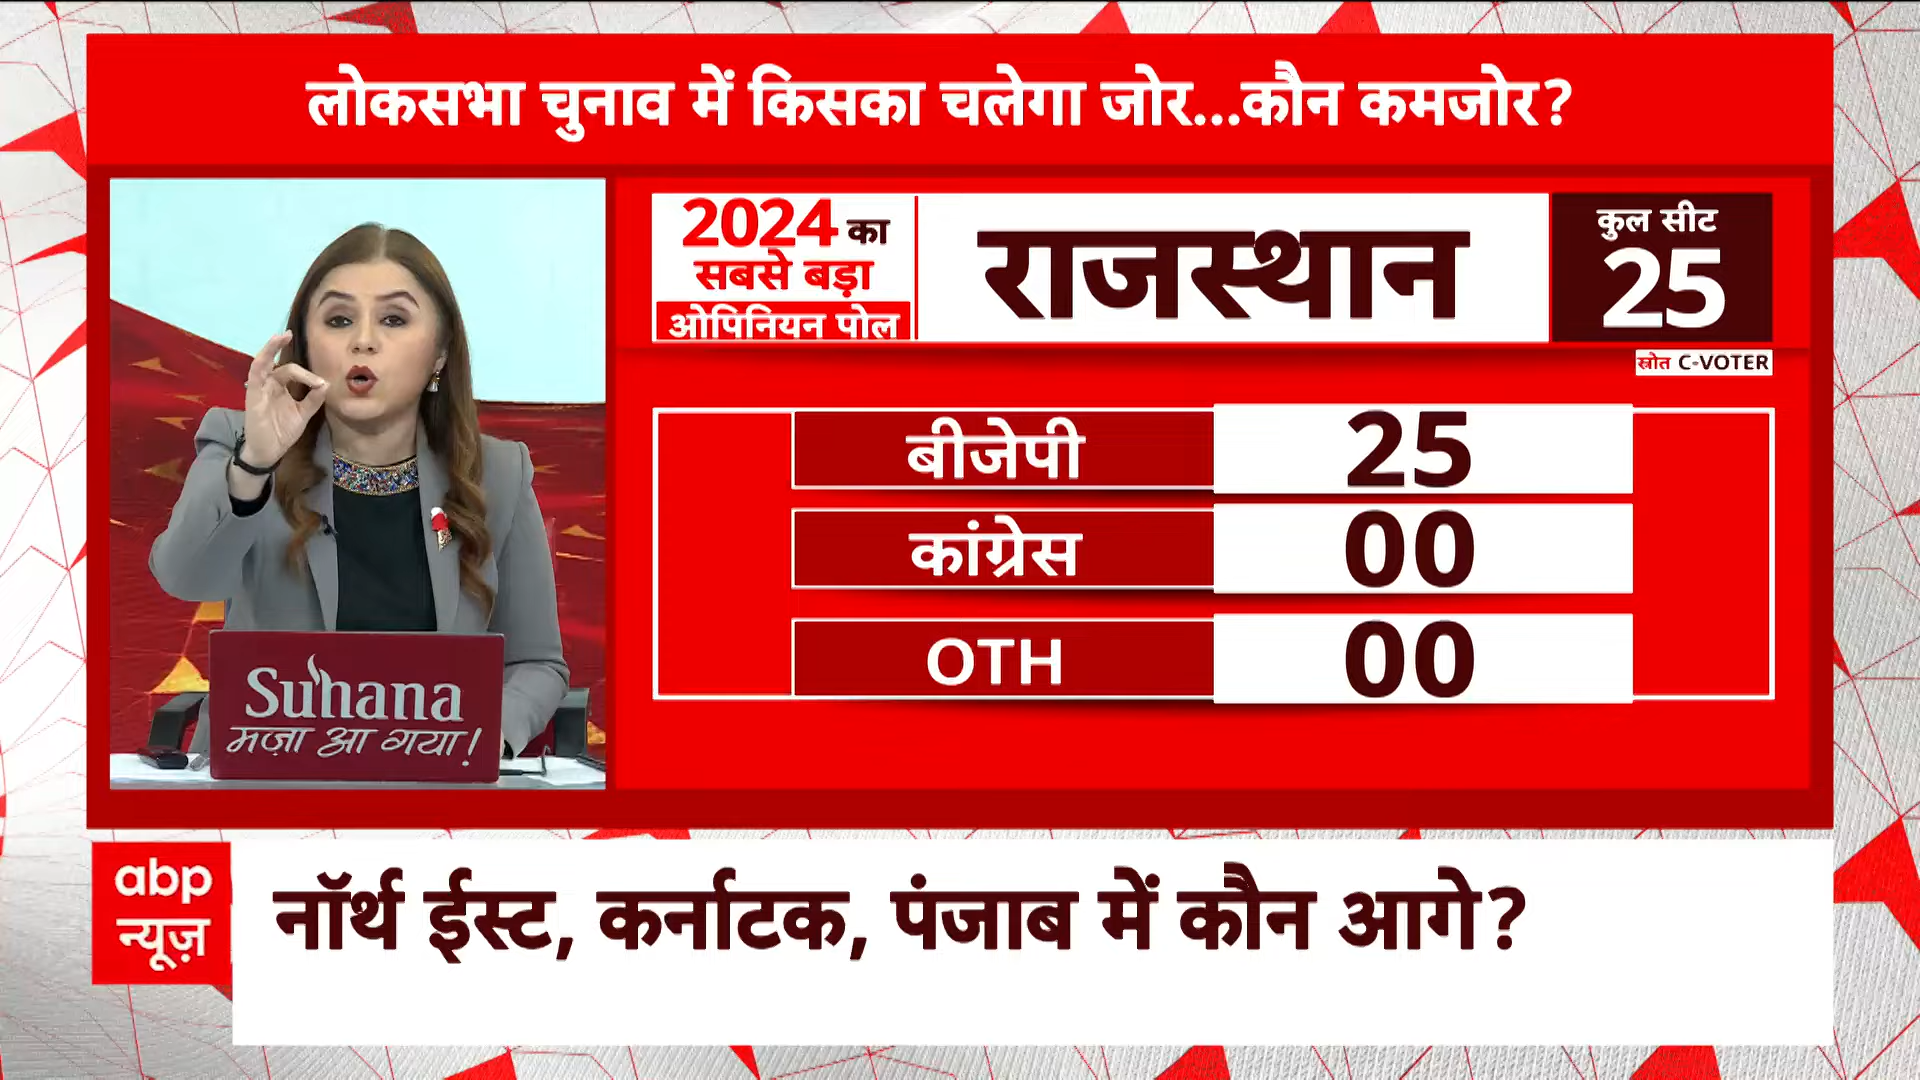 लोकसभा चुनाव में किसका चलेगा जोर...कौन कमजोर?
2024 का
सबसे बड़ा
ओपिनियन पोल
राजस्थान
कुल सीट
25
स्रोत C-VOTER
बीजेपी 25
कांग्रेस 00
OTH 00
Suhana
मज़ा आ गया!
abp
न्यूज़
नॉर्थ ईस्ट, कर्नाटक, पंजाब में कौन आगे?